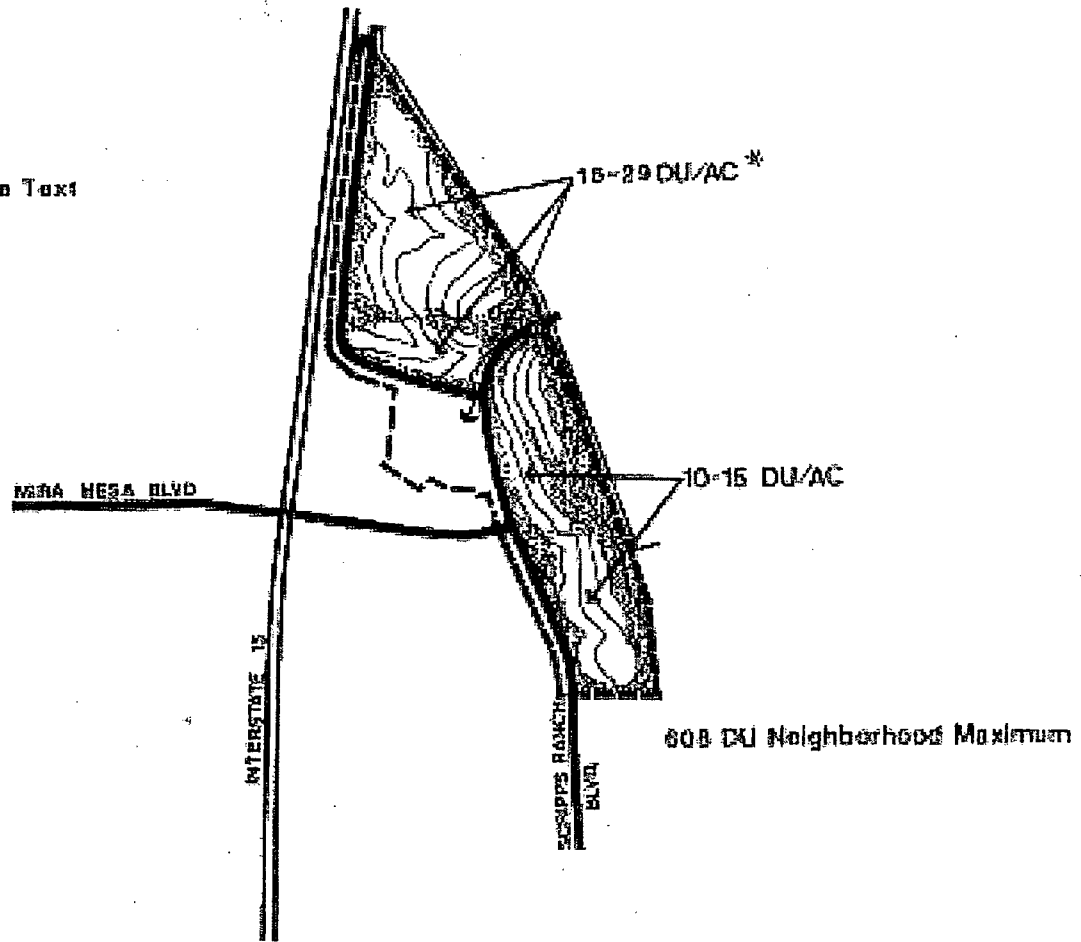 Text
15-29 DU/AC *
10-15 DU/AC
MIRA MESA BLVD
INTERSTATE 15
SCRIPPS RANCH
BLVD.
608 DU Neighborhood Maximum